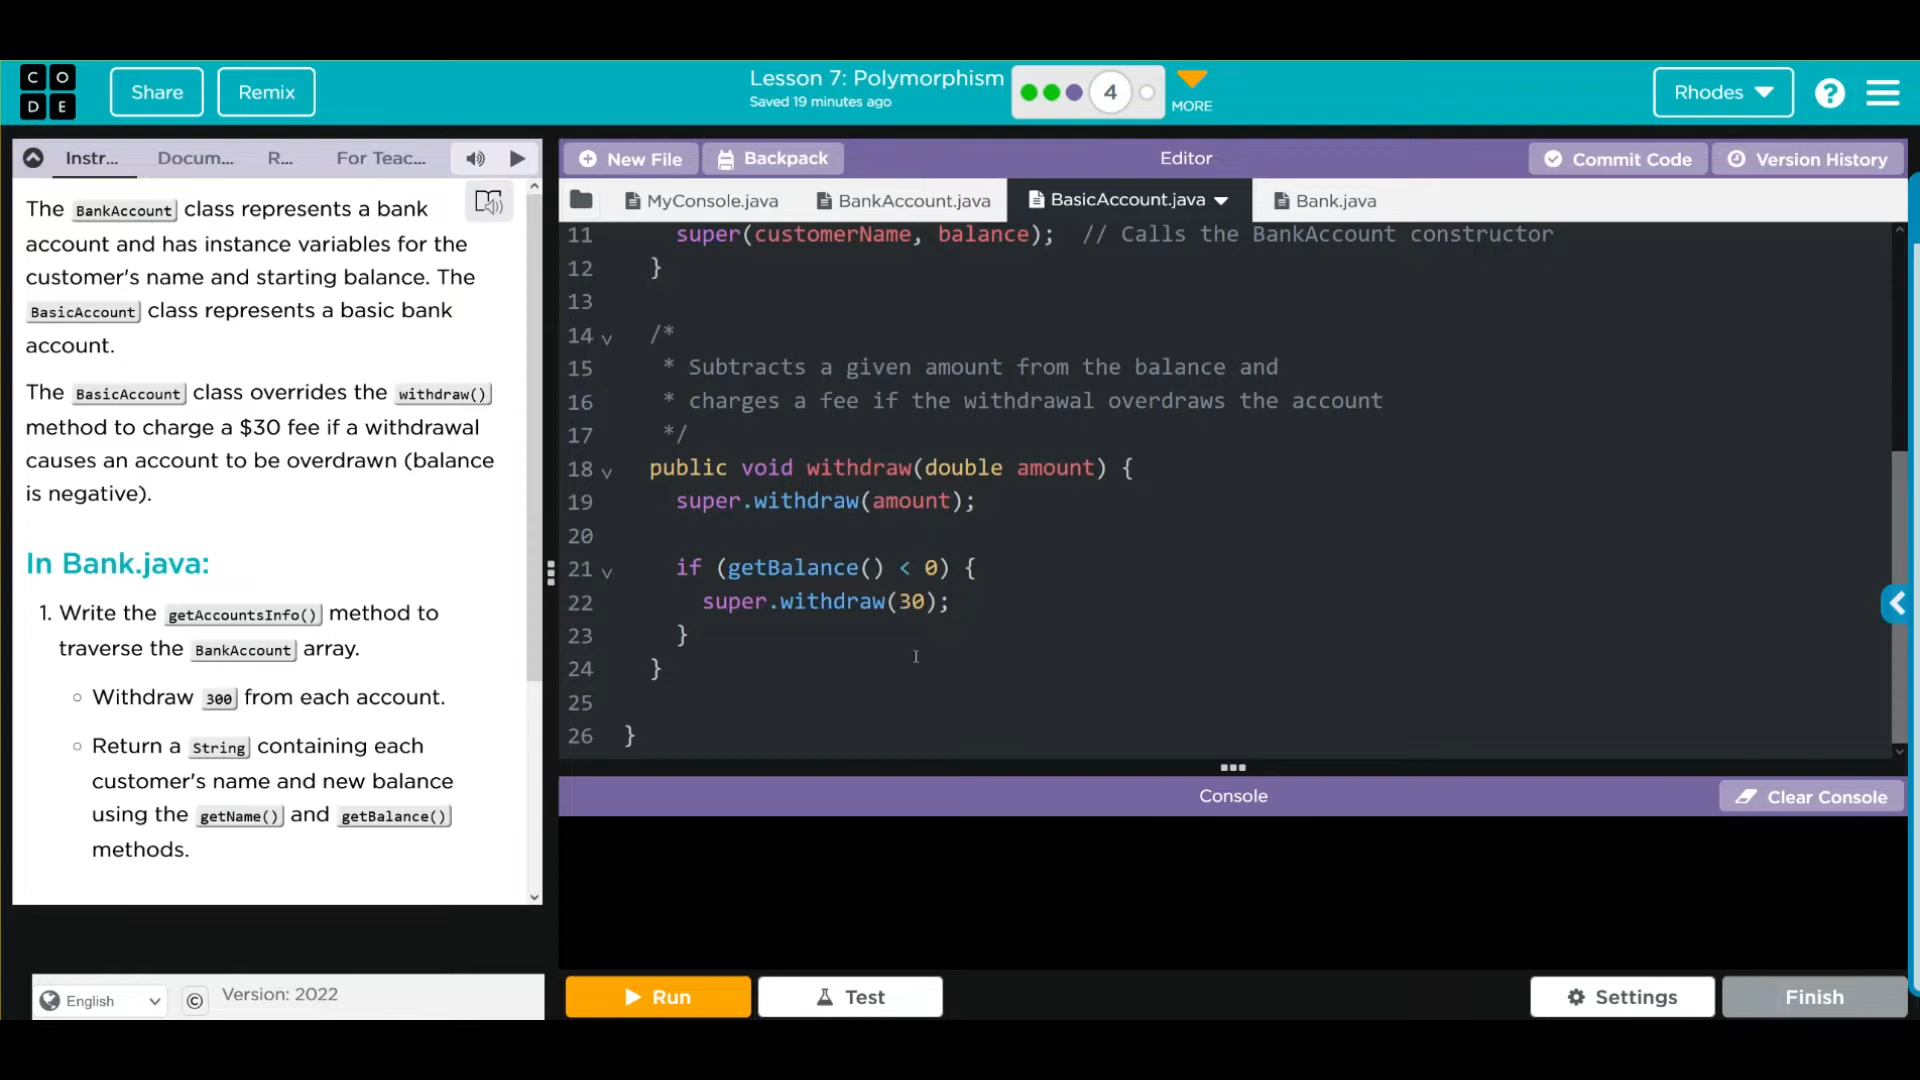 C O
D E
Share
Remix
Lesson 7: Polymorphism
Saved 19 minutes ago
4
MORE
Rhodes
?
Instr...
Docum...
R...
For Teac...
New File
Backpack
Editor
Commit Code
Version History
MyConsole.java
BankAccount.java
BasicAccount.java
Bank.java
The BankAccount class represents a bank
account and has instance variables for the
customer's name and starting balance. The
BasicAccount class represents a basic bank
account.
The BasicAccount class overrides the withdraw()
method to charge a $30 fee if a withdrawal
causes an account to be overdrawn (balance
is negative).
In Bank.java:
1. Write the getAccountsInfo() method to
traverse the BankAccount array.
Withdraw 300 from each account.
Return a String containing each
customer's name and new balance
using the getName() and getBalance()
methods.
11 super(customerName, balance); // Calls the BankAccount constructor
12 }
13
14 /*
15 * Subtracts a given amount from the balance and
16 * charges a fee if the withdrawal overdraws the account
17 */
18 public void withdraw(double amount) {
19 super.withdraw(amount);
20
21 if (getBalance() < 0) {
22 super.withdraw(30);
23 }
24 }
25
26 }
Console
Clear Console
English
©
Version: 2022
Run
Test
Settings
Finish